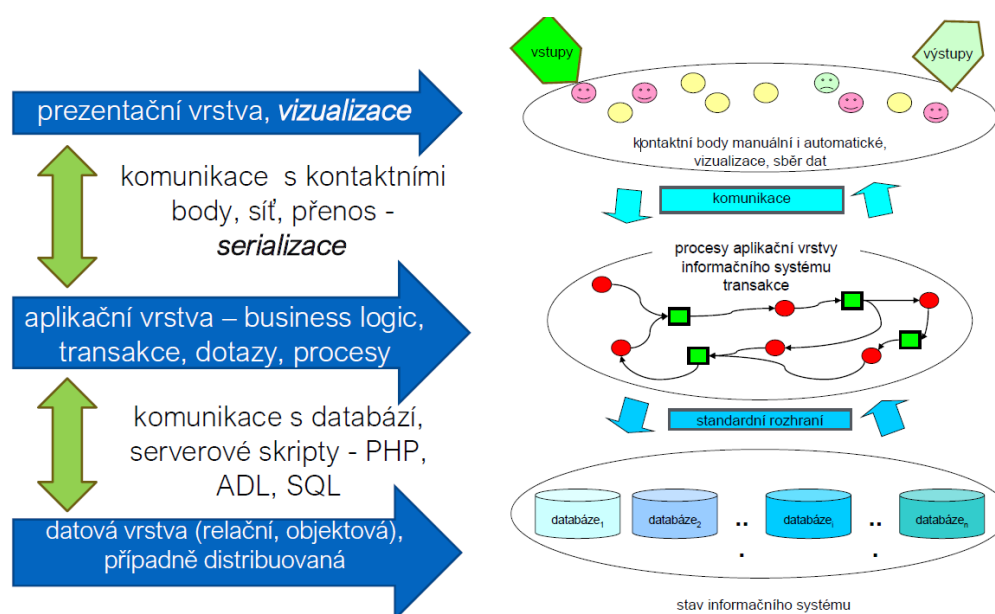 prezentační vrstva, vizualizace
komunikace s kontaktními
body, síť, přenos -
serializace
aplikační vrstva – business logic,
transakce, dotazy, procesy
komunikace s databází,
serverové skripty - PHP,
ADL, SQL
datová vrstva (relační, objektová),
případně distribuovaná
vstupy
výstupy
kontaktní body manuální i automatické,
vizualizace, sběr dat
komunikace
procesy aplikační vrstvy
informačního systému
transakce
standardní rozhraní
databáze1
databáze2
..
.
databázei
..
.
databázen
stav informačního systému